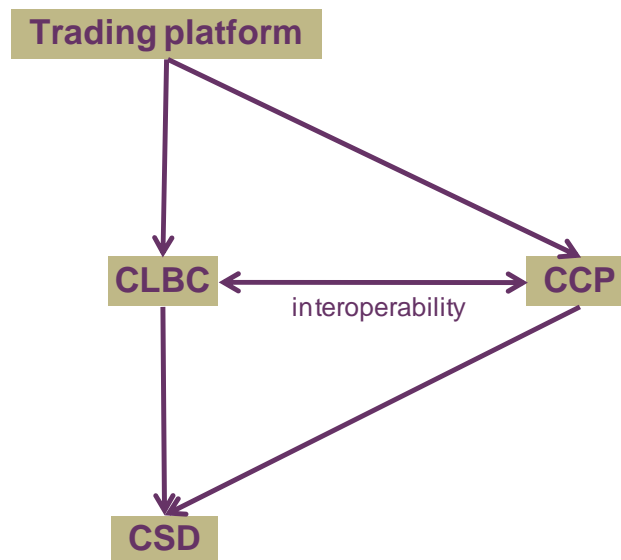 Trading platform
CLBC
CCP
interoperability
CSD